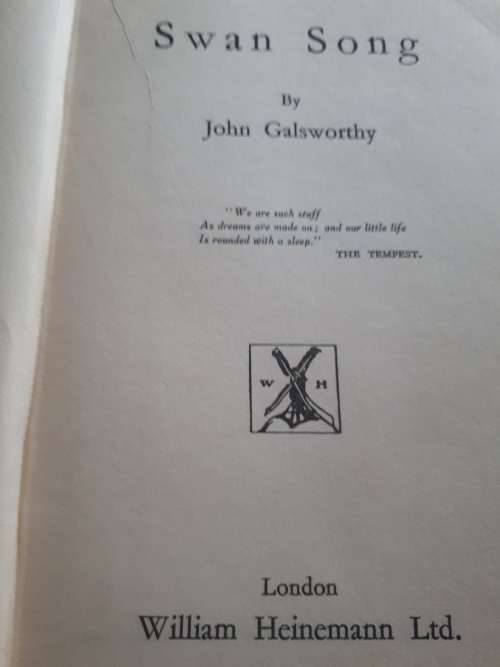 Swan Song
By
John Galsworthy
"We are such stuff
As dreams are made on; and our little life
Is rounded with a sleep."
THE TEMPEST.
W H
London
William Heinemann Ltd.